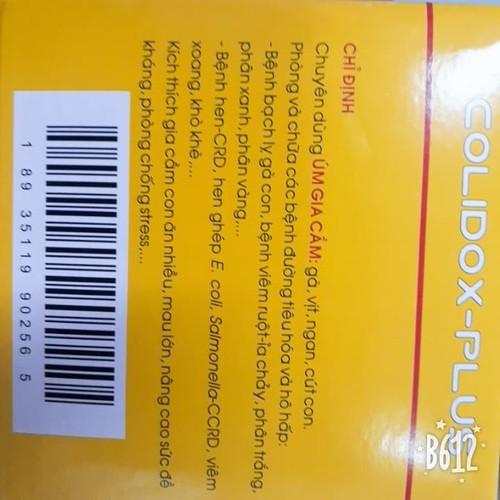 COLIDOX-PLUS
CHỈ ĐỊNH
Chuyên dùng ÚM GIA CẦM: gà, vịt, ngan, cút con.
Phòng và chữa các bệnh đường tiêu hóa và hô hấp:
- Bệnh bạch lỵ gà con, bệnh viêm ruột-ỉa chảy, phân trắng,
phân xanh, phân vàng,...
- Bệnh hen-CRD, hen ghép E. coli, Salmonella-CCRD, viêm
xoang, khò khè,...
Kích thích gia cầm con ăn nhiều, mau lớn, nâng cao sức đề
kháng, phòng chống stress,...
1 89 35119 90256 5
B612